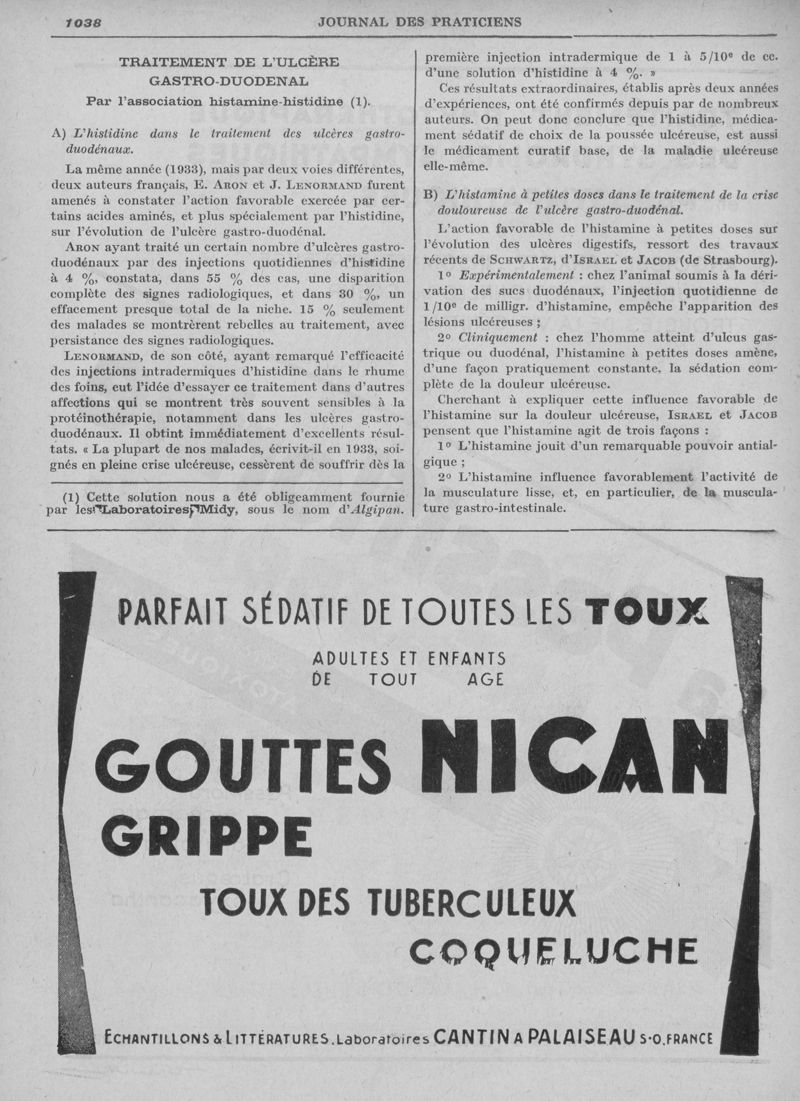 1038
JOURNAL DES PRATICIENS
TRAITEMENT DE L'ULCÈRE
GASTRO-DUODENAL
Par l'association histamine-histidine (1).
A) L'histidine dans le traitement des ulcères gastro-
duodénaux.
La même année (1933), mais par deux voies différentes,
deux auteurs français, E. ARON et J. LENORMAND furent
amenés à constater l'action favorable exercée par cer-
tains acides aminés, et plus spécialement par l'histidine,
sur l'évolution de l'ulcère gastro-duodénal.
ARON ayant traité un certain nombre d'ulcères gastro-
duodénaux par des injections quotidiennes d'histidine
à 4 %, constata, dans 55 % des cas, une disparition
complète des signes radiologiques, et dans 30 %, un
effacement presque total de la niche. 15 % seulement
des malades se montrèrent rebelles au traitement, avec
persistance des signes radiologiques.
LENORMAND, de son côté, ayant remarqué l'efficacité
des injections intradermiques d'histidine dans le rhume
des foins, eut l'idée d'essayer ce traitement dans d'autres
affections qui se montrent très souvent sensibles à la
protéinothérapie, notamment dans les ulcères gastro-
duodénaux. Il obtint immédiatement d'excellents résul-
tats. « La plupart de nos malades, écrivit-il en 1933, soi-
gnés en pleine crise ulcéreuse, cessèrent de souffrir dès la
(1) Cette solution nous a été obligeamment fournie
par les Laboratoires Midy, sous le nom d'Algipan.
première injection intradermique de 1 à 5/10e de cc.
d'une solution d'histidine à 4 %. »
Ces résultats extraordinaires, établis après deux années
d'expériences, ont été confirmés depuis par de nombreux
auteurs. On peut donc conclure que l'histidine, médica-
ment sédatif de choix de la poussée ulcéreuse, est aussi
le médicament curatif base, de la maladie ulcéreuse
elle-même.
B) L'histamine à petites doses dans le traitement de la crise
douloureuse de l'ulcère gastro-duodénal.
L'action favorable de l'histamine à petites doses sur
l'évolution des ulcères digestifs, ressort des travaux
récents de SCHWARTZ, d'ISRAEL et JACOB (de Strasbourg).
1º Expérimentalement : chez l'animal soumis à la déri-
vation des sucs duodénaux, l'injection quotidienne de
1/10e de milligr. d'histamine, empêche l'apparition des
lésions ulcéreuses ;
2º Cliniquement : chez l'homme atteint d'ulcus gas-
trique ou duodénal, l'histamine à petites doses amène,
d'une façon pratiquement constante, la sédation com-
plète de la douleur ulcéreuse.
Cherchant à expliquer cette influence favorable de
l'histamine sur la douleur ulcéreuse, ISRAEL et JACOB
pensent que l'histamine agit de trois façons :
1º L'histamine jouit d'un remarquable pouvoir antial-
gique ;
2º L'histamine influence favorablement l'activité de
la musculature lisse, et, en particulier, de la muscula-
ture gastro-intestinale.
PARFAIT SÉDATIF DE TOUTES LES TOUX
ADULTES ET ENFANTS
DE TOUT AGE
GOUTTES NICAN
GRIPPE
TOUX DES TUBERCULEUX
COQUELUCHE
ECHANTILLONS & LITTÉRATURES. Laboratoires CANTIN A PALAISEAU S-O. FRANCE